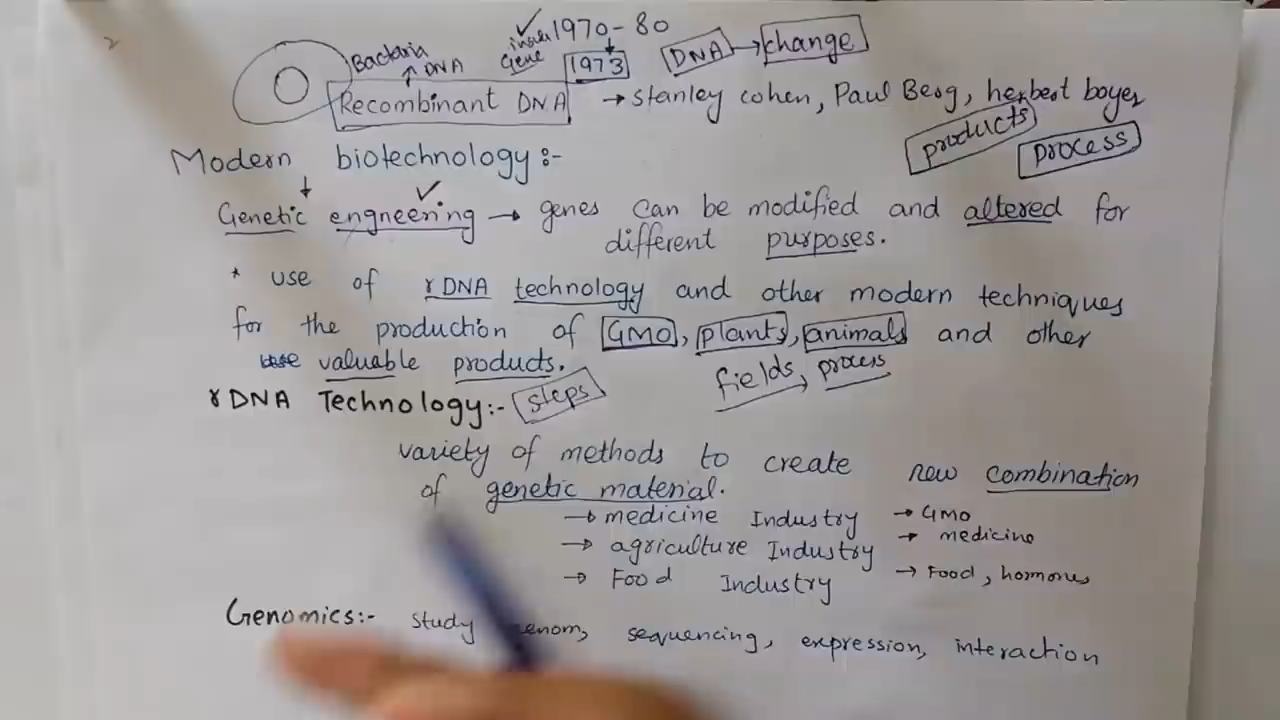 ✓ 1970-80
Bacteria
↑ DNA
Gene
1973
DNA → change
Recombinant DNA → stanley cohen, Paul Berg, herbest boyer
products
process
Modern biotechnology :-
↓ ✓
Genetic engneering → genes can be modified and altered for
different purposes.
* use of rDNA technology and other modern techniques
for the production of GMO, plants, animals and other
valuable products.
fields, process
rDNA Technology:- steps
variety of methods to create new combination
of genetic material.
→ medicine Industry → GMO
→ agriculture Industry → medicine
→ Food Industry → Food, hormones
Genomics:- study enom, sequencing, expression, interaction